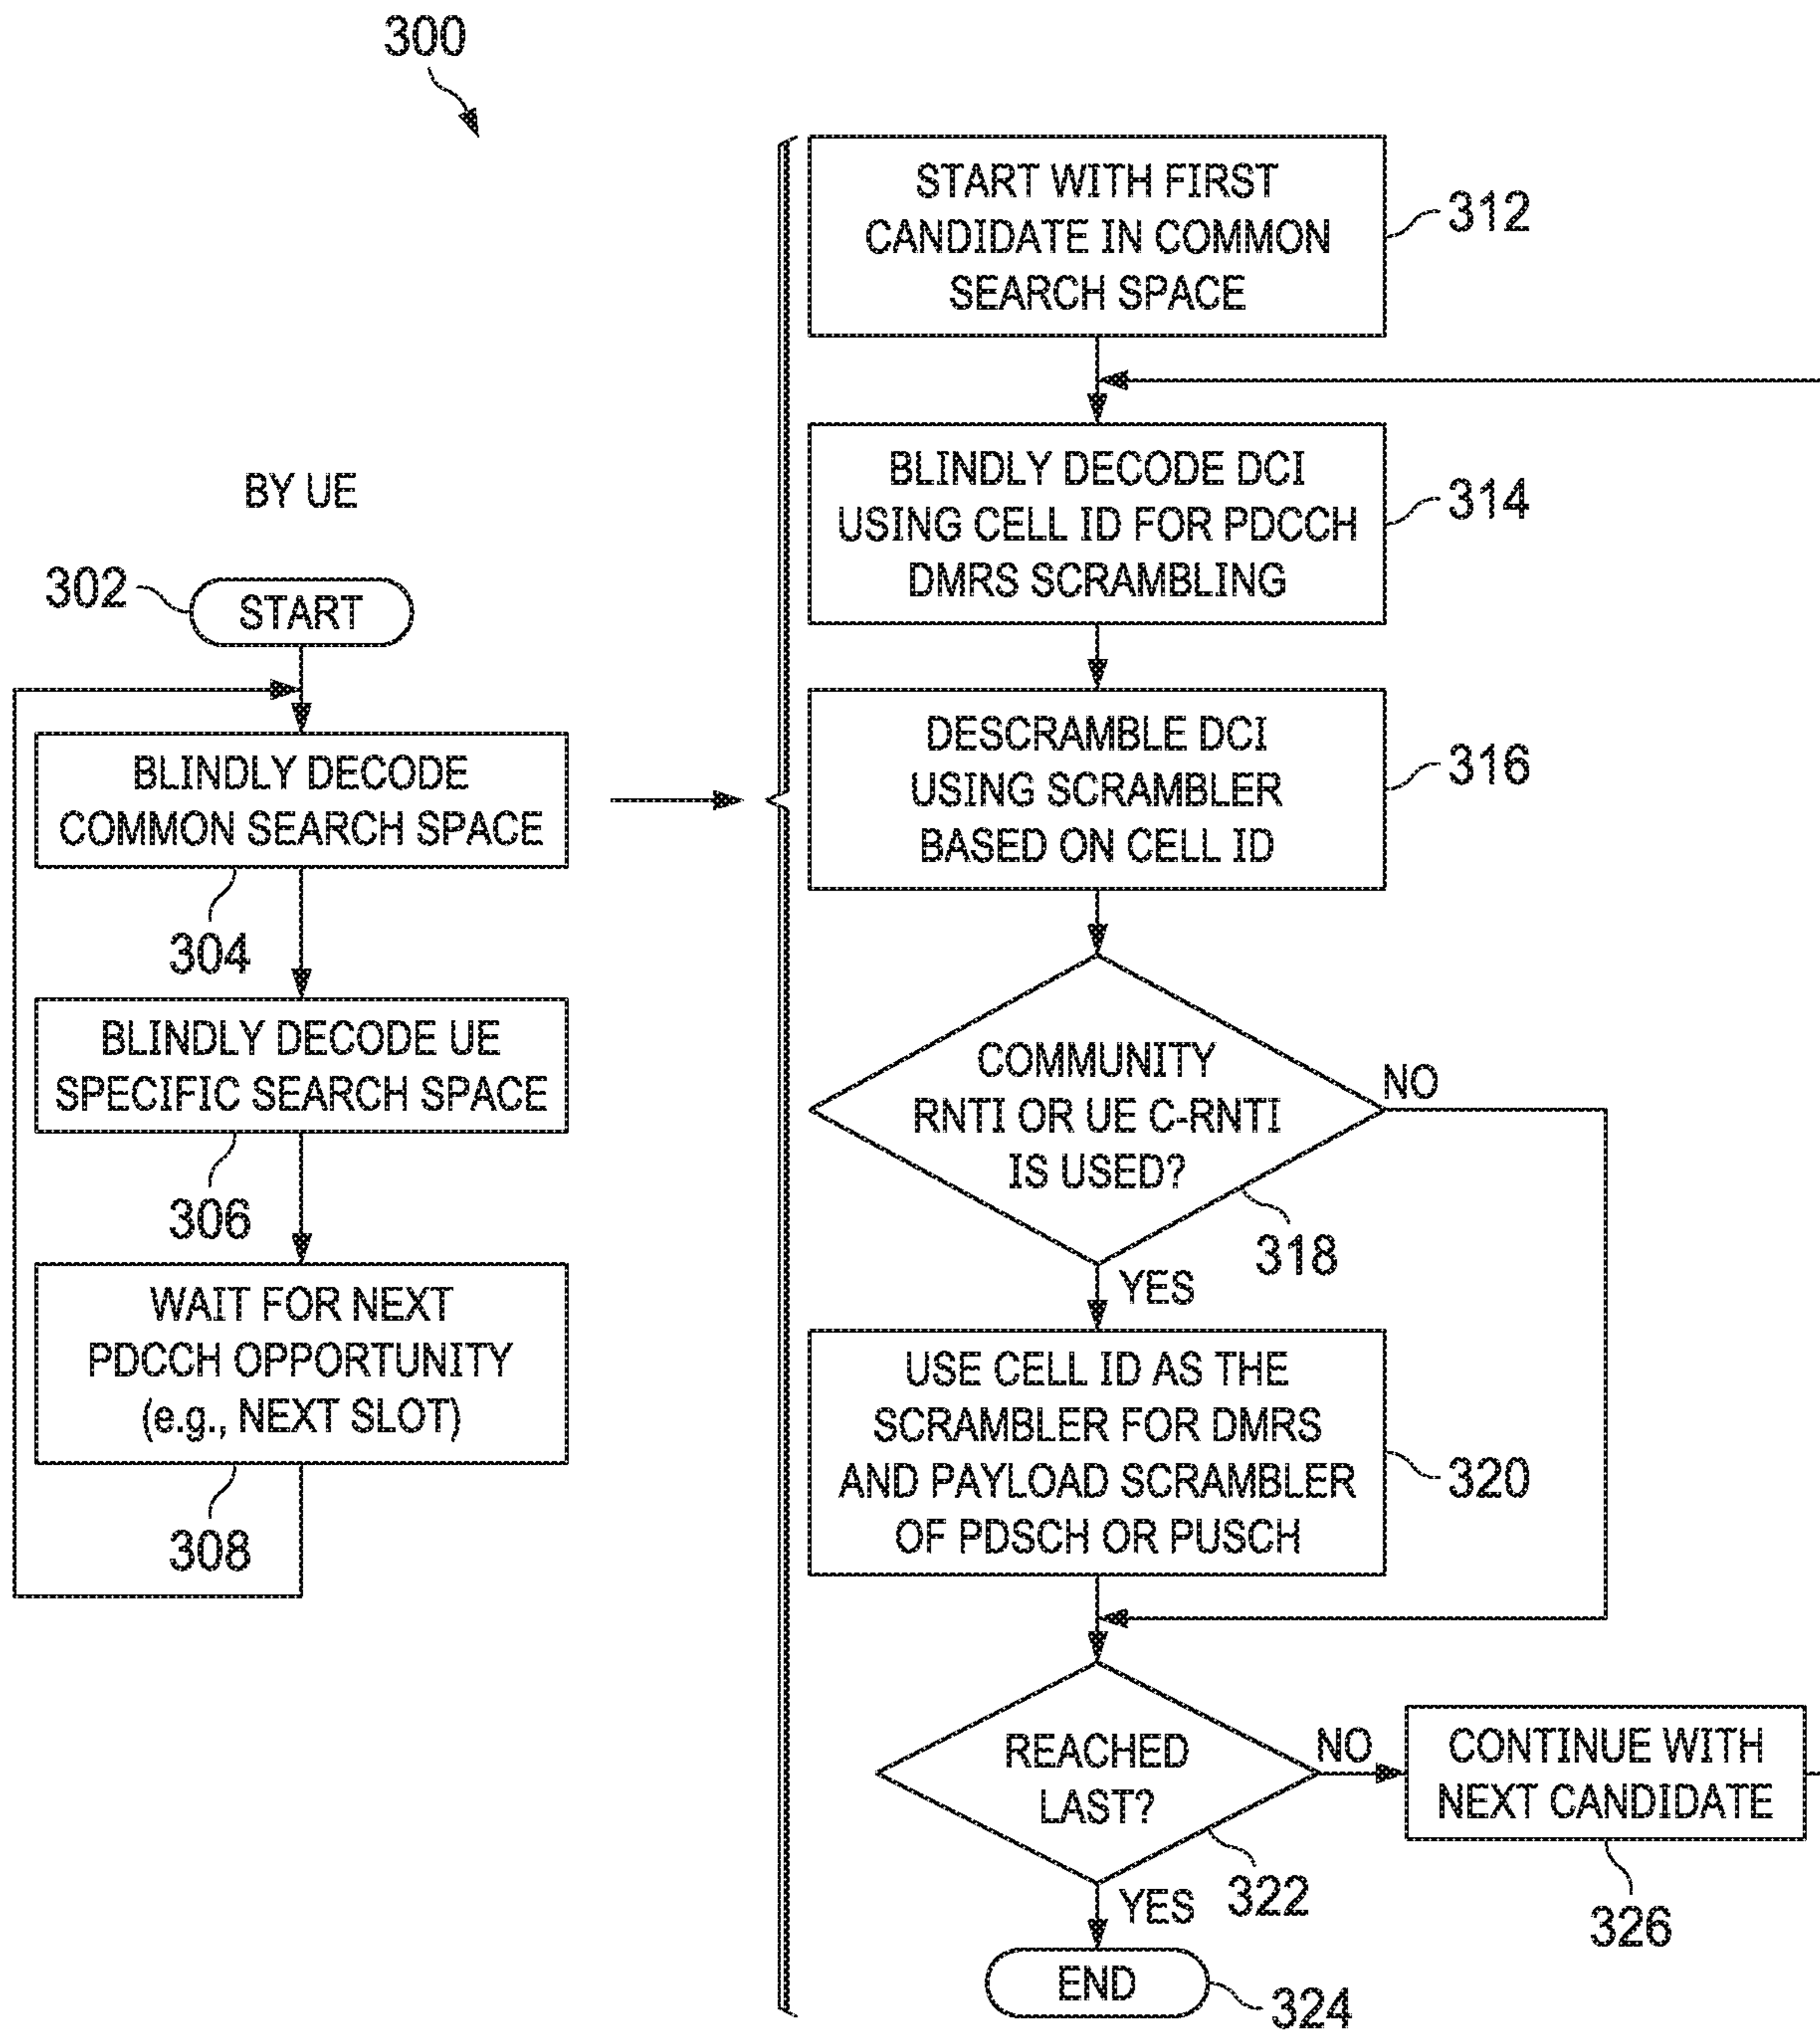 300
BY UE
302
START
BLINDLY DECODE
COMMON SEARCH SPACE
304
BLINDLY DECODE UE
SPECIFIC SEARCH SPACE
306
WAIT FOR NEXT
PDCCH OPPORTUNITY
(e.g., NEXT SLOT)
308
START WITH FIRST
CANDIDATE IN COMMON
SEARCH SPACE
312
BLINDLY DECODE DCI
USING CELL ID FOR PDCCH
DMRS SCRAMBLING
314
DESCRAMBLE DCI
USING SCRAMBLER
BASED ON CELL ID
316
COMMUNITY
RNTI OR UE C-RNTI
IS USED?
NO
318
YES
USE CELL ID AS THE
SCRAMBLER FOR DMRS
AND PAYLOAD SCRAMBLER
OF PDSCH OR PUSCH
320
REACHED
LAST?
NO
322
CONTINUE WITH
NEXT CANDIDATE
326
YES
END
324